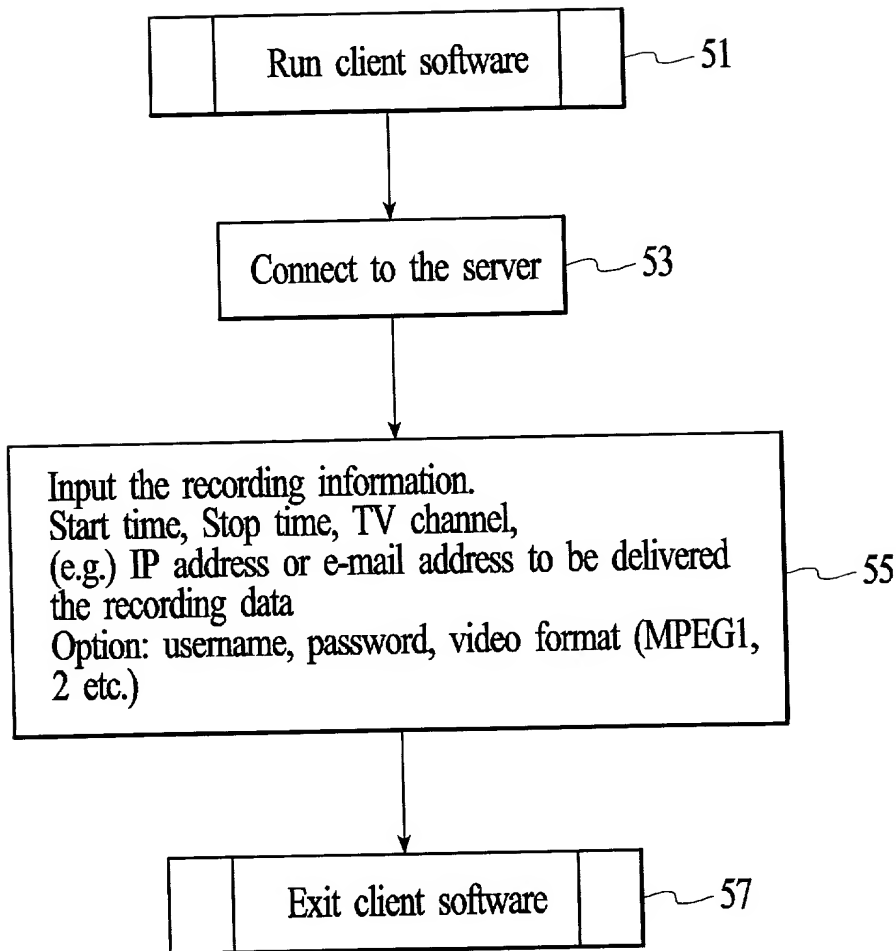 Run client software
51
Connect to the server
53
Input the recording information.
Start time, Stop time, TV channel,
(e.g.) IP address or e-mail address to be delivered
the recording data
Option: username, password, video format (MPEG1,
2 etc.)
55
Exit client software
57